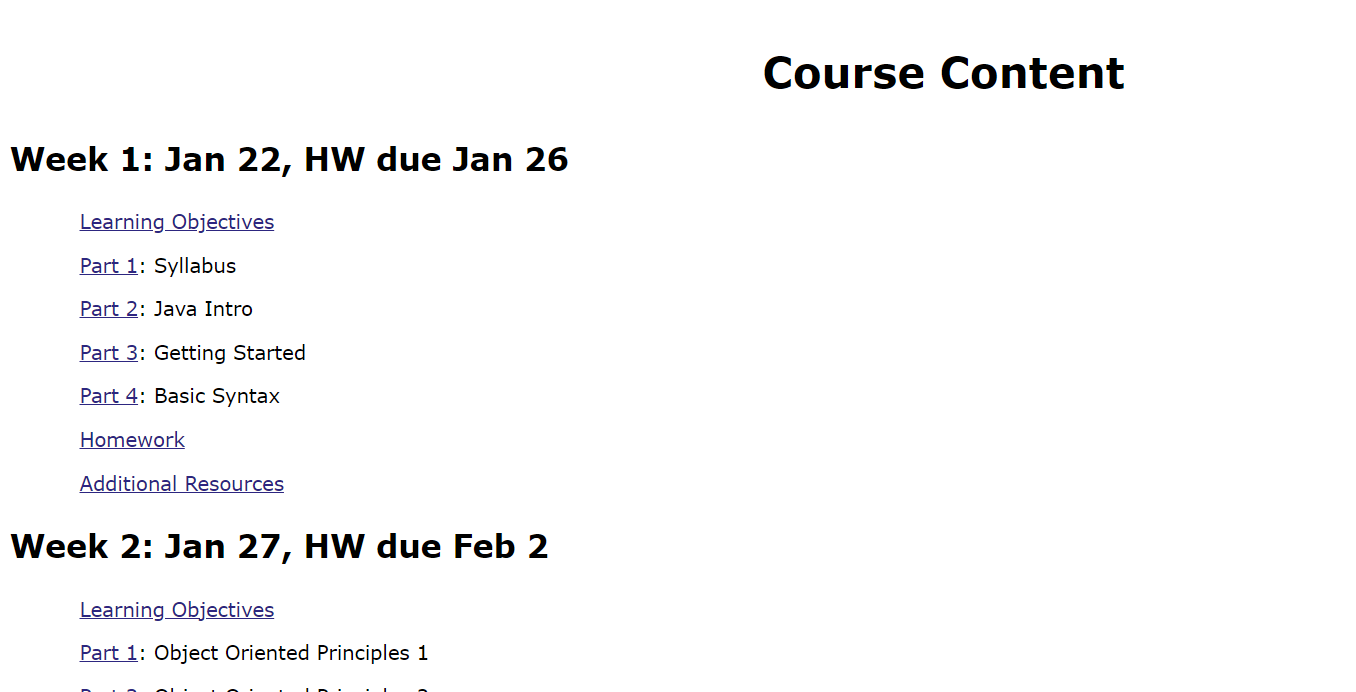 Course Content
Week 1: Jan 22, HW due Jan 26
Learning Objectives
Part 1: Syllabus
Part 2: Java Intro
Part 3: Getting Started
Part 4: Basic Syntax
Homework
Additional Resources
Week 2: Jan 27, HW due Feb 2
Learning Objectives
Part 1: Object Oriented Principles 1